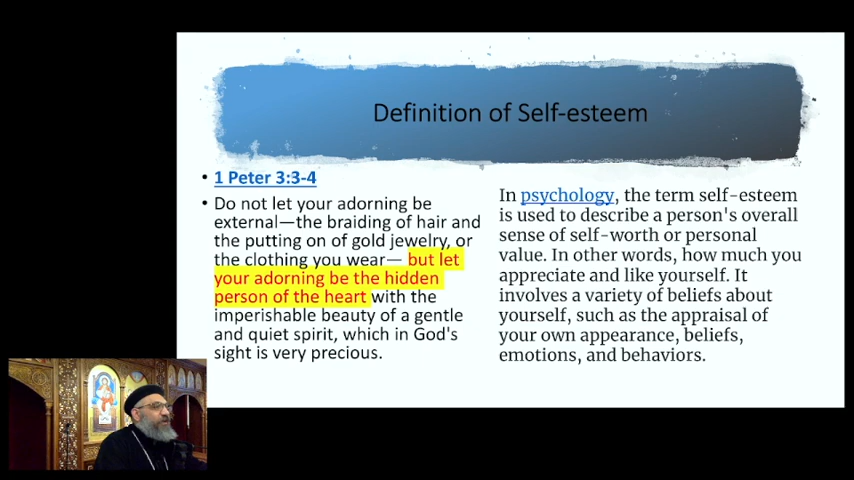 Definition of Self-esteem
• 1 Peter 3:3-4
• Do not let your adorning be
external—the braiding of hair and
the putting on of gold jewelry, or
the clothing you wear— but let
your adorning be the hidden
person of the heart with the
imperishable beauty of a gentle
and quiet spirit, which in God's
sight is very precious.
In psychology, the term self-esteem
is used to describe a person's overall
sense of self-worth or personal
value. In other words, how much you
appreciate and like yourself. It
involves a variety of beliefs about
yourself, such as the appraisal of
your own appearance, beliefs,
emotions, and behaviors.